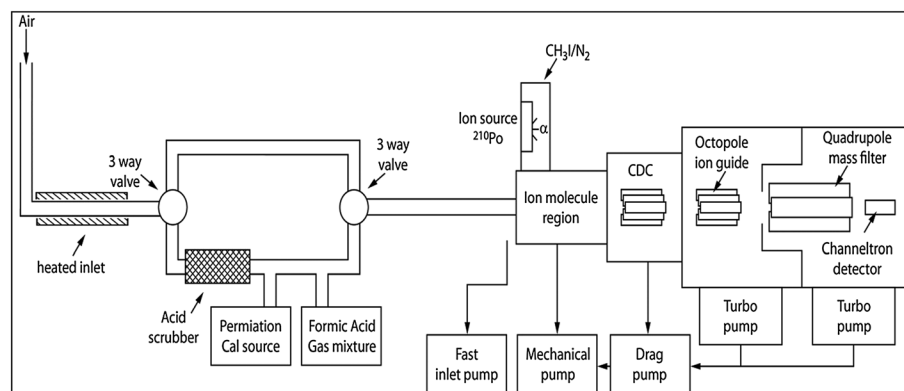 Air
CH3I/N2
Ion source
210Po
α
Octopole
ion guide
Quadrupole
mass filter
3 way
valve
3 way
valve
CDC
Ion molecule
region
heated inlet
Channeltron
detector
Acid
scrubber
Permiation
Cal source
Formic Acid
Gas mixture
Turbo
pump
Turbo
pump
Fast
inlet pump
Mechanical
pump
Drag
pump